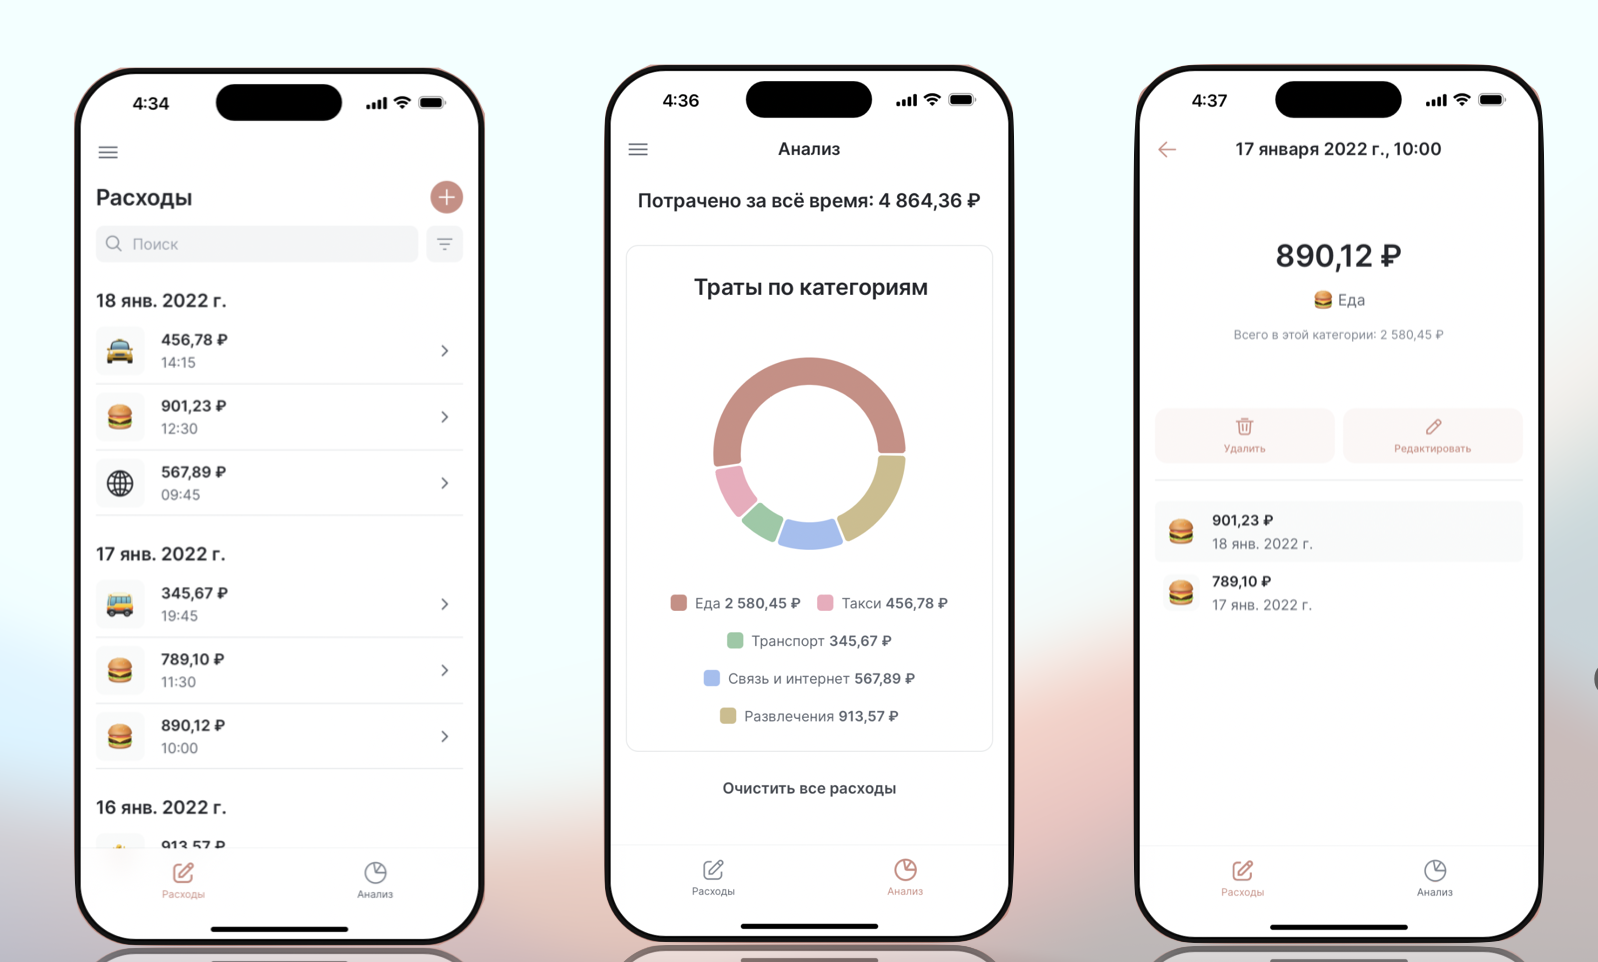 4:34
Расходы
Поиск
18 янв. 2022 г.
456,78 ₽
14:15
901,23 ₽
12:30
567,89 ₽
09:45
17 янв. 2022 г.
345,67 ₽
19:45
789,10 ₽
11:30
890,12 ₽
10:00
16 янв. 2022 г.
913,57 ₽
Расходы
Анализ
4:36
Анализ
Потрачено за всё время: 4 864,36 ₽
Траты по категориям
Еда 2 580,45 ₽ Такси 456,78 ₽
Транспорт 345,67 ₽
Связь и интернет 567,89 ₽
Развлечения 913,57 ₽
Очистить все расходы
Расходы
Анализ
4:37
17 января 2022 г., 10:00
890,12 ₽
Еда
Всего в этой категории: 2 580,45 ₽
Удалить
Редактировать
901,23 ₽
18 янв. 2022 г.
789,10 ₽
17 янв. 2022 г.
Расходы
Анализ